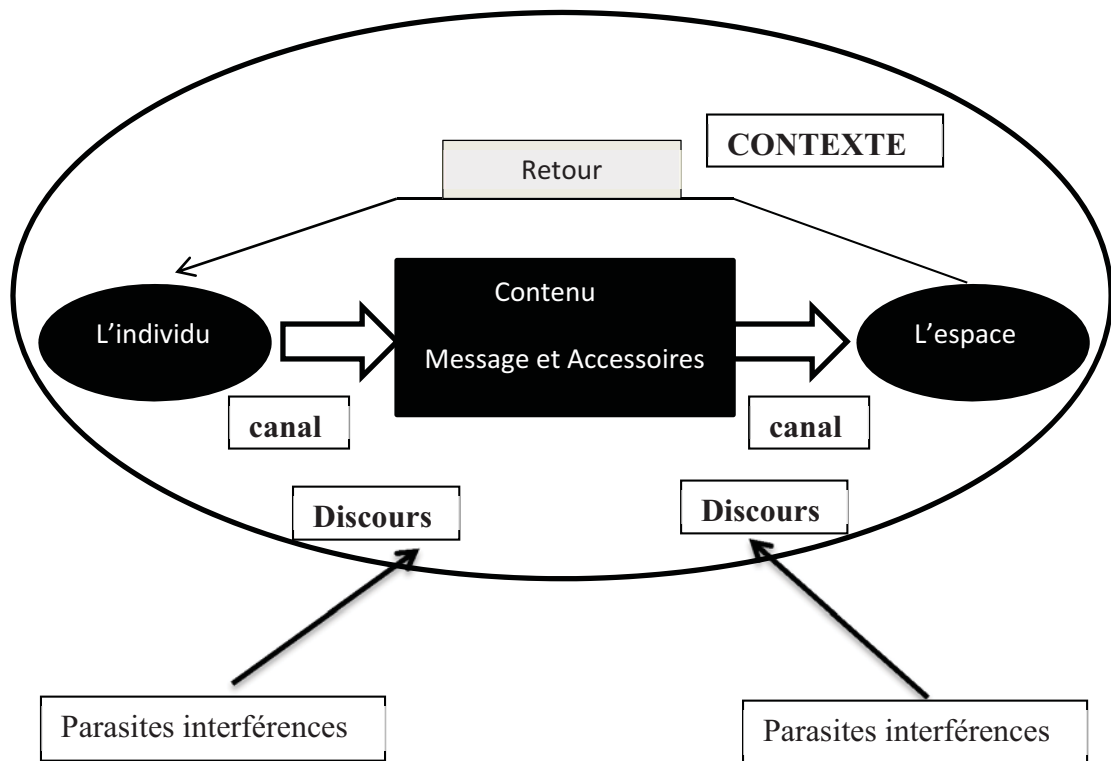 CONTEXTE
Retour
Contenu
L’individu
Message et Accessoires
L’espace
canal
canal
Discours
Discours
Parasites interférences
Parasites interférences